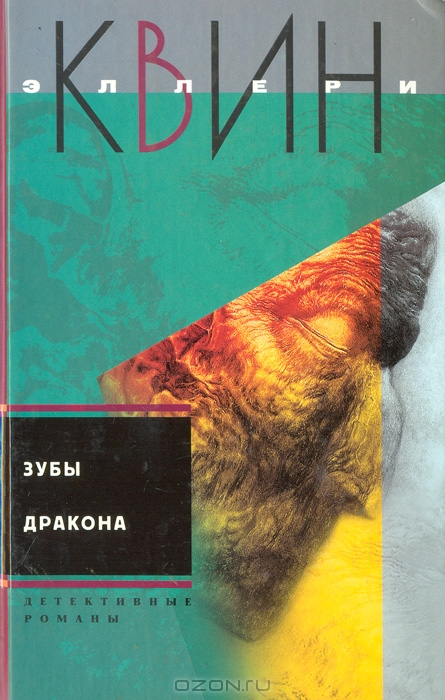 ЭЛЛЕРИ
КВИН
ЗУБЫ
ДРАКОНА
ДЕТЕКТИВНЫЕ
РОМАНЫ
OZON.RU